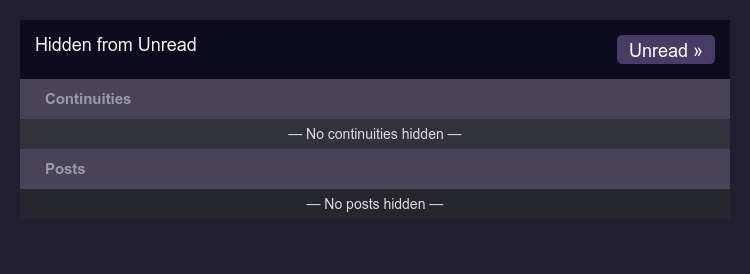 Hidden from Unread
Unread »
Continuities
— No continuities hidden —
Posts
— No posts hidden —